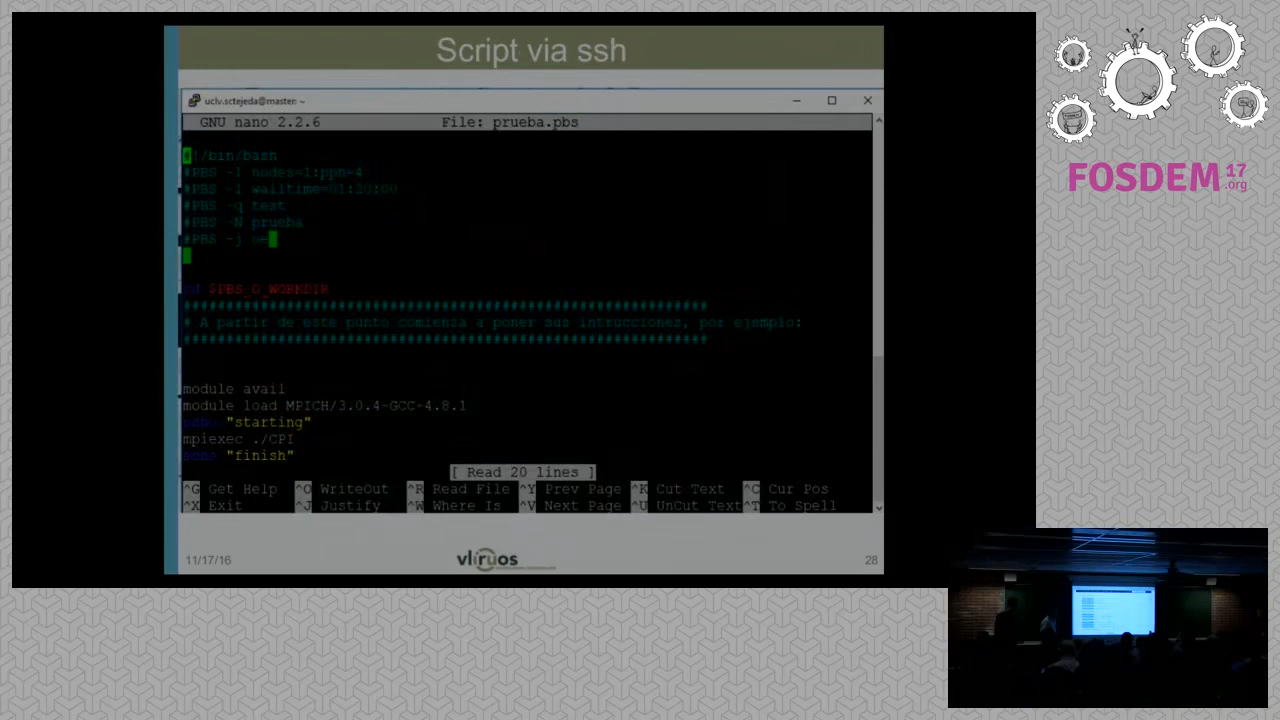 Script via ssh
uclv.sctejeda@master: ~
GNU nano 2.2.6 File: prueba.pbs
#!/bin/bash
#PBS -l nodes=1:ppn=4
#PBS -l walltime=01:20:00
#PBS -q test
#PBS -N prueba
#PBS -j oe
cd $PBS_O_WORKDIR
##############################################################
# A partir de este punto comienza a poner sus intrucciones, por ejemplo:
##############################################################
module avail
module load MPICH/3.0.4-GCC-4.8.1
echo "starting"
mpiexec ./CPI
echo "finish"
[ Read 20 lines ]
^G Get Help ^O WriteOut ^R Read File ^Y Prev Page ^K Cut Text ^C Cur Pos
^X Exit ^J Justify ^W Where Is ^V Next Page ^U UnCut Text ^T To Spell
11/17/16 vliruos 28
FOSDEM 17 .org